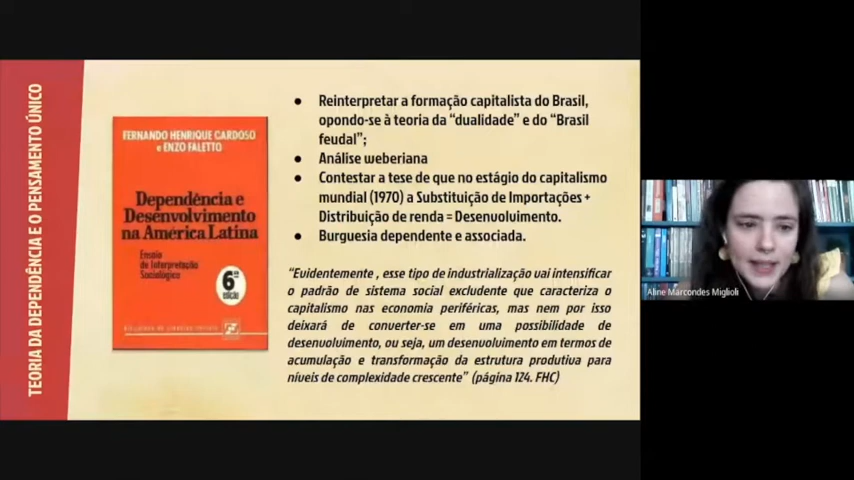 TEORIA DA DEPENDÊNCIA E O PENSAMENTO ÚNICO
FERNANDO HENRIQUE CARDOSO
e ENZO FALETTO
Dependência e
Desenvolvimento
na América Latina
Ensaio
de Interpretação
Sociológica
6ª
edição
● Reinterpretar a formação capitalista do Brasil,
opondo-se à teoria da “dualidade” e do “Brasil
feudal”;
● Análise weberiana
● Contestar a tese de que no estágio do capitalismo
mundial (1970) a Substituição de Importações +
Distribuição de renda = Desenvolvimento.
● Burguesia dependente e associada.
“Evidentemente , esse tipo de industrialização vai intensificar
o padrão de sistema social excludente que caracteriza o
capitalismo nas economia periféricas, mas nem por isso
deixará de converter-se em uma possibilidade de
desenvolvimento, ou seja, um desenvolvimento em termos de
acumulação e transformação da estrutura produtiva para
níveis de complexidade crescente” (página 124. FHC)
Aline Marcondes Miglioli